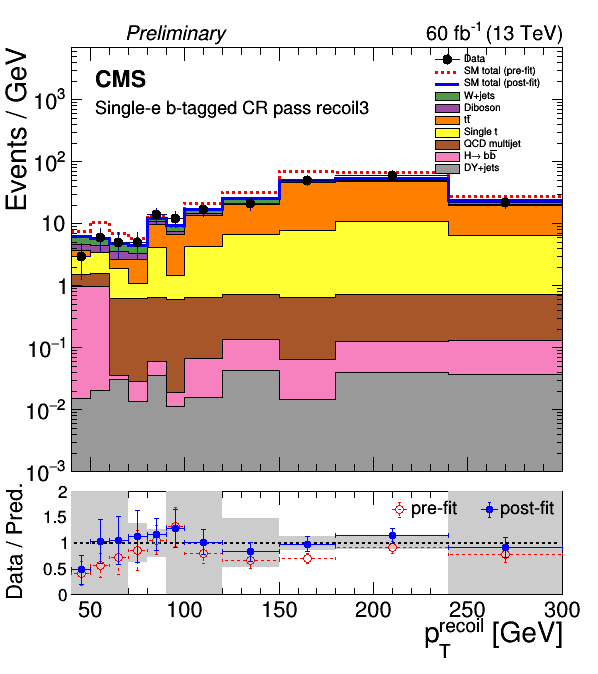 Preliminary
60 fb⁻¹ (13 TeV)
Events / GeV
CMS
Single-e b-tagged CR pass recoil3
Data
SM total (pre-fit)
SM total (post-fit)
W+jets
Diboson
tt̅
Single t
QCD multijet
H→ bb̅
DY+jets
10³
10²
10
1
10⁻¹
10⁻²
10⁻³
Data / Pred.
2
1.5
1
0.5
0
pre-fit
post-fit
50 100 150 200 250 300
p_T^recoil [GeV]